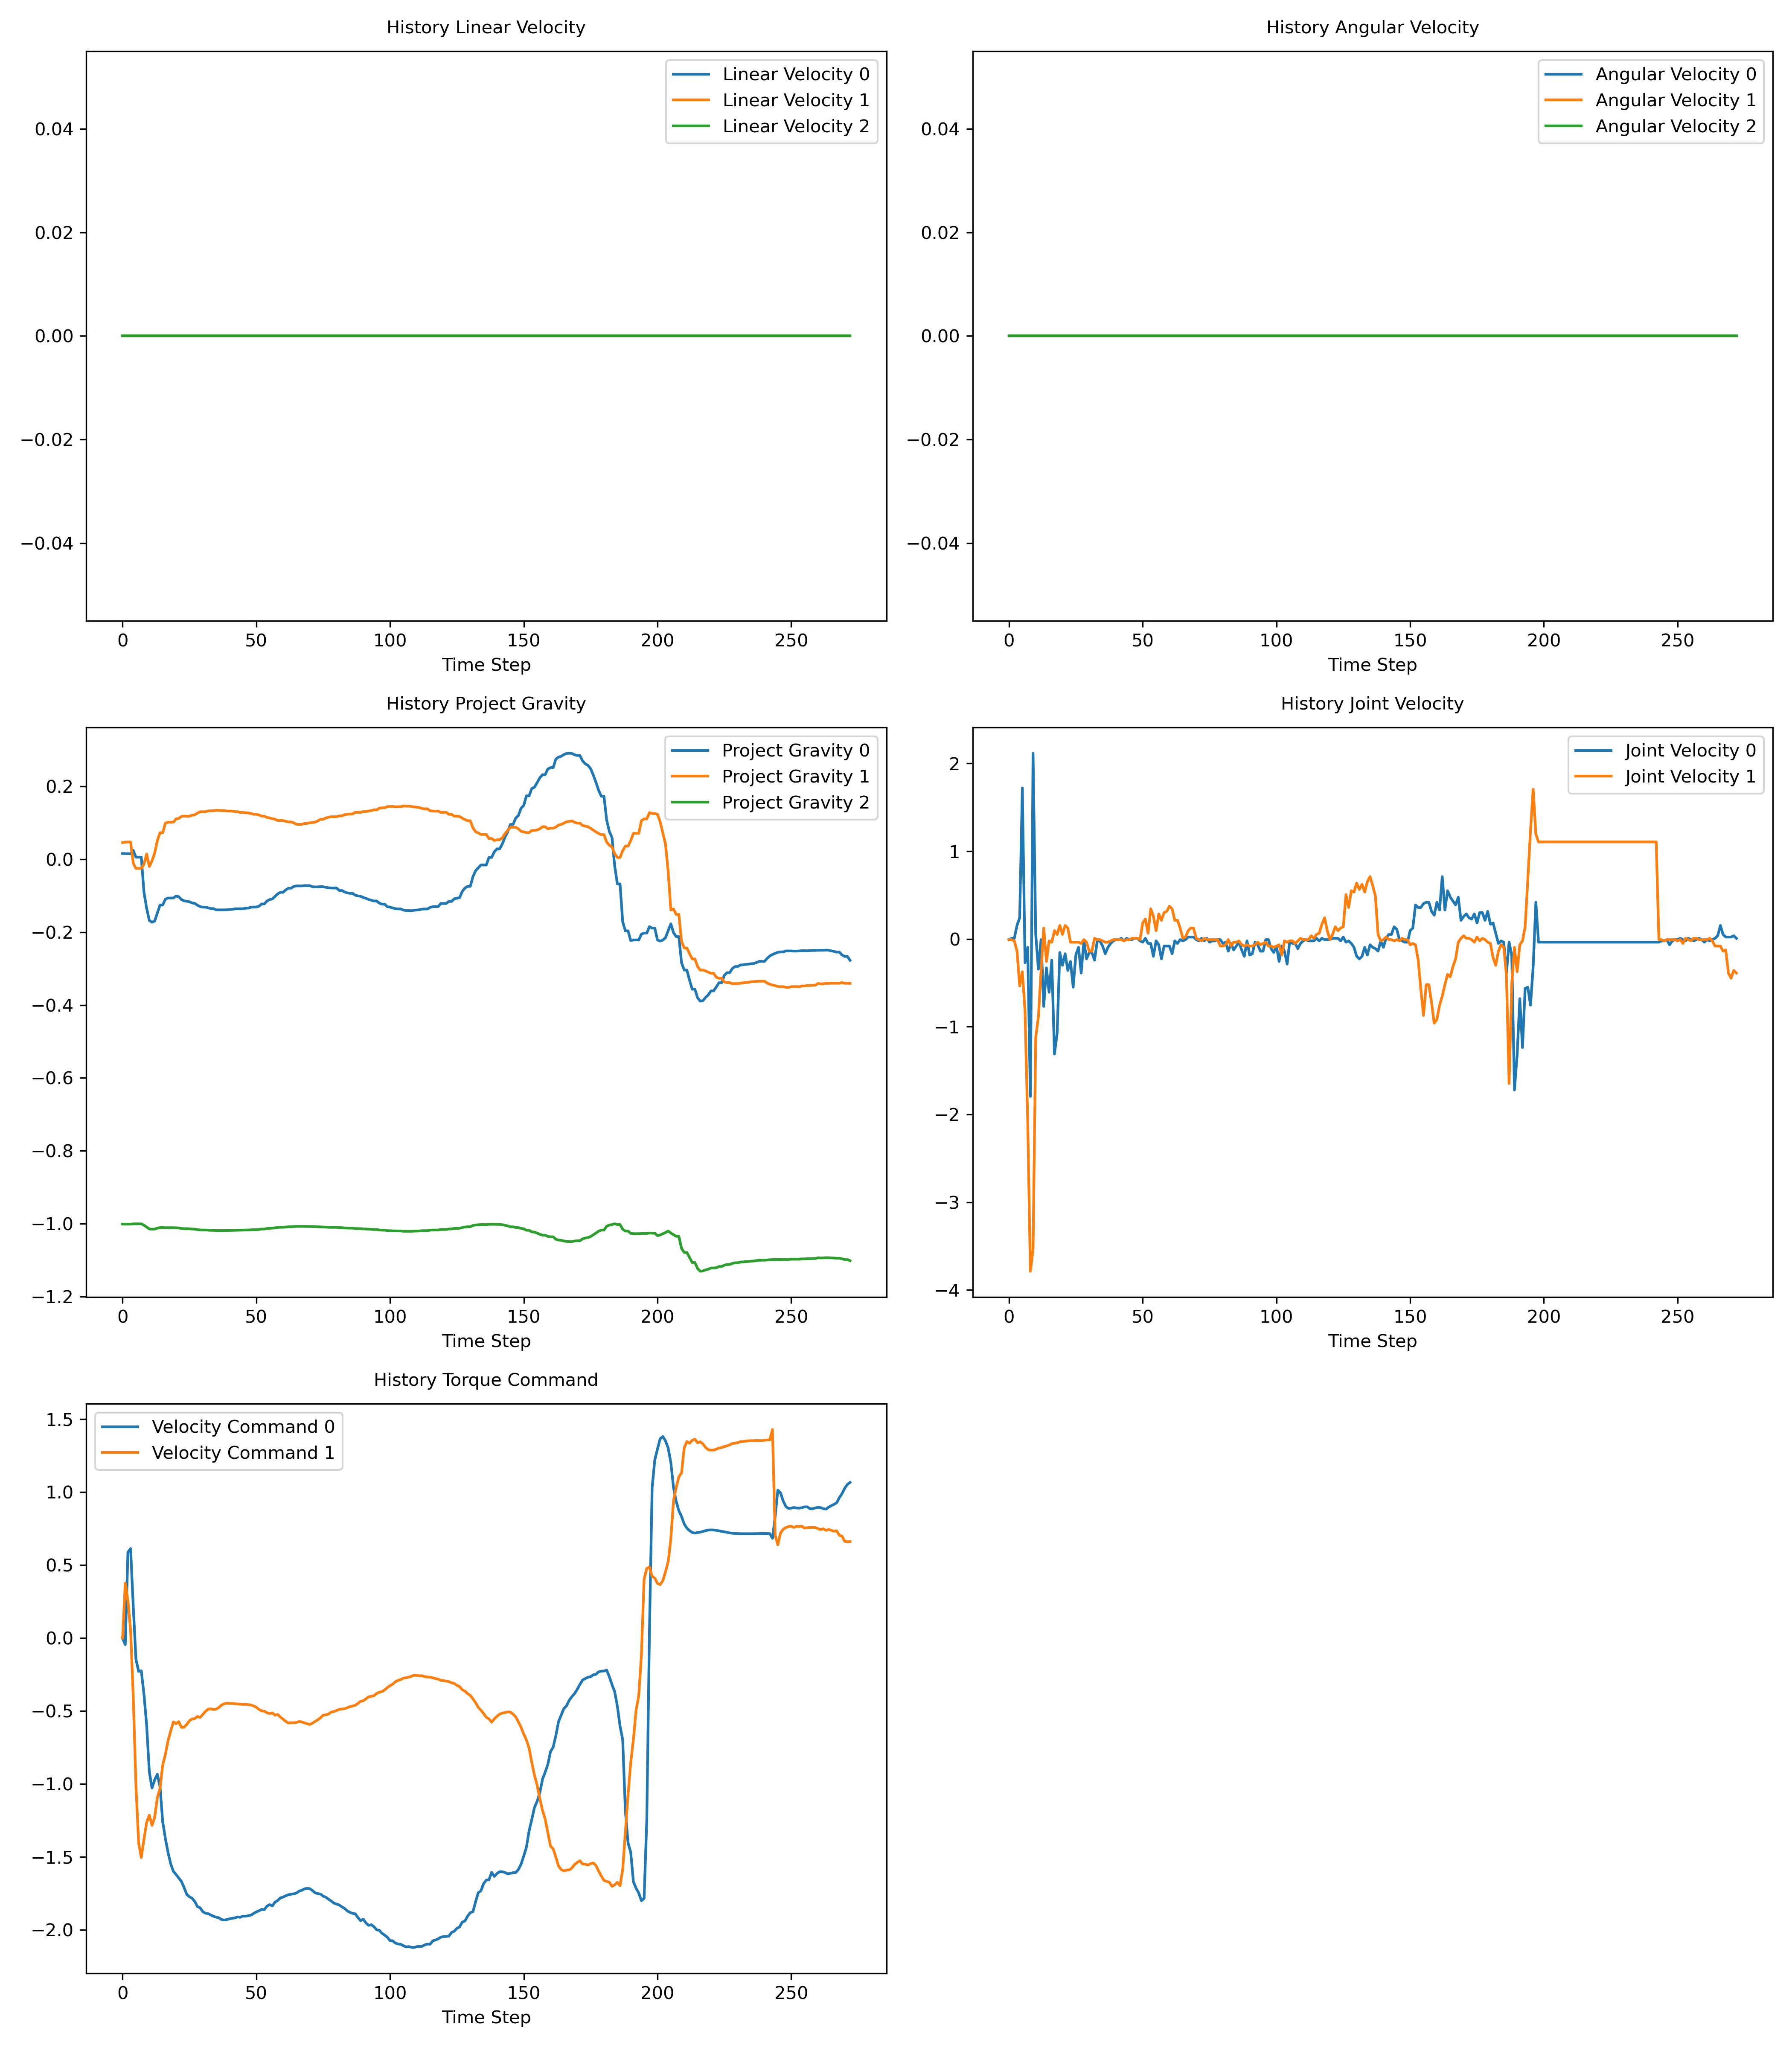 History Linear Velocity
Linear Velocity 0
Linear Velocity 1
Linear Velocity 2
0.04
0.02
0.00
−0.02
−0.04
0 50 100 150 200 250
Time Step
History Angular Velocity
Angular Velocity 0
Angular Velocity 1
Angular Velocity 2
0.04
0.02
0.00
−0.02
−0.04
0 50 100 150 200 250
Time Step
History Project Gravity
Project Gravity 0
Project Gravity 1
Project Gravity 2
0.2
0.0
−0.2
−0.4
−0.6
−0.8
−1.0
−1.2
0 50 100 150 200 250
Time Step
History Joint Velocity
Joint Velocity 0
Joint Velocity 1
2
1
0
−1
−2
−3
−4
0 50 100 150 200 250
Time Step
History Torque Command
Velocity Command 0
Velocity Command 1
1.5
1.0
0.5
0.0
−0.5
−1.0
−1.5
−2.0
0 50 100 150 200 250
Time Step